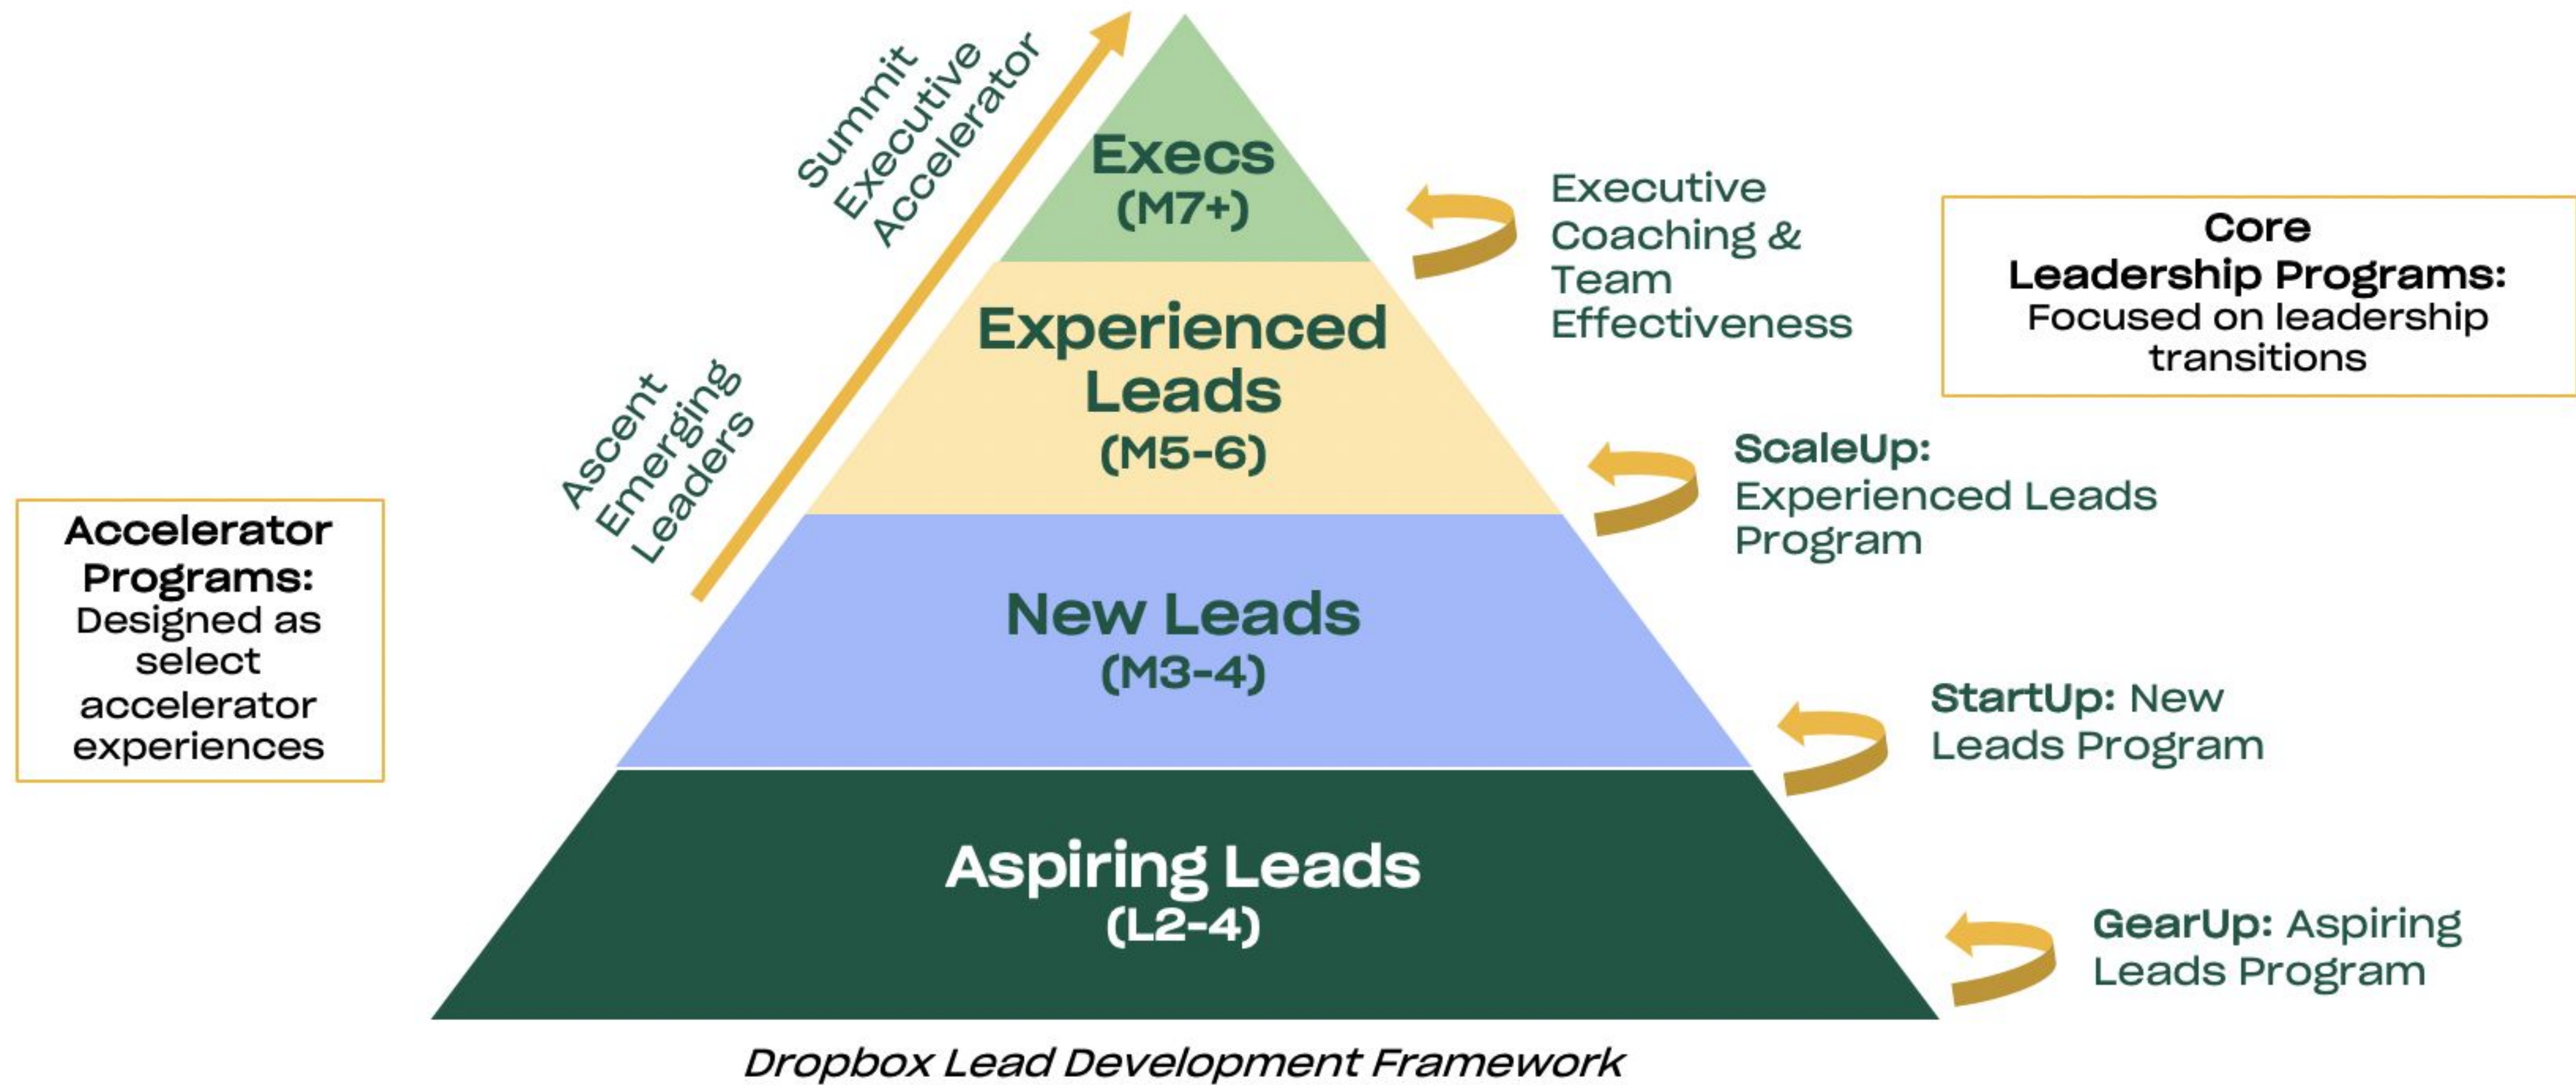 Summit
Executive
Accelerator
Execs
(M7+)
Executive
Coaching &
Team
Effectiveness
Core
Leadership Programs:
Focused on leadership
transitions
Ascent
Emerging
Leaders
Experienced
Leads
(M5-6)
ScaleUp:
Experienced Leads
Program
Accelerator
Programs:
Designed as
select
accelerator
experiences
New Leads
(M3-4)
StartUp: New
Leads Program
Aspiring Leads
(L2-4)
GearUp: Aspiring
Leads Program
Dropbox Lead Development Framework